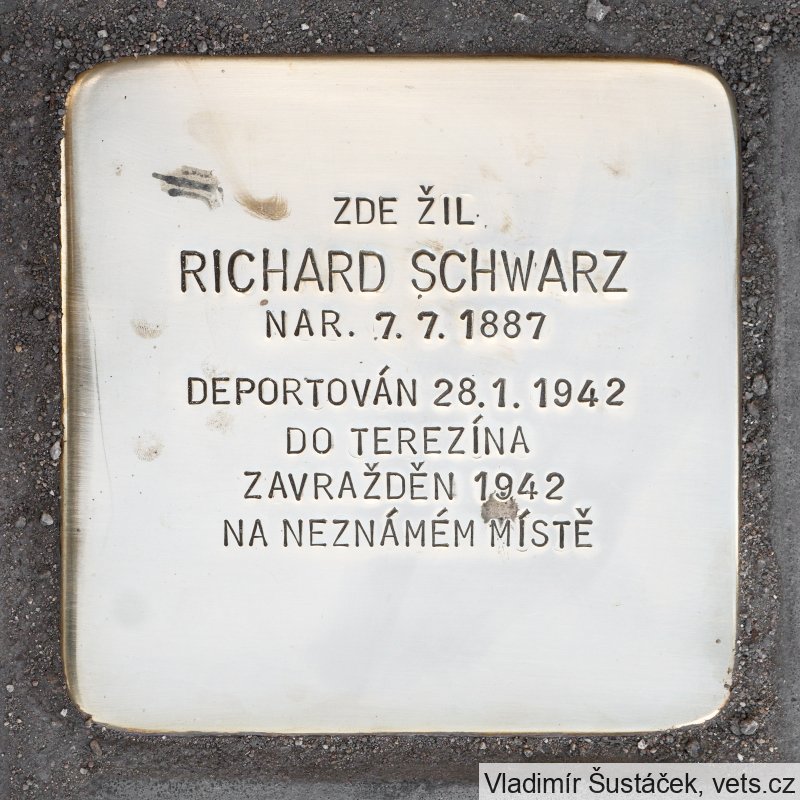 ZDE ŽIL
RICHARD SCHWARZ
NAR. 7. 7. 1887
DEPORTOVÁN 28.1. 1942
DO TEREZÍNA
ZAVRAŽDĚN 1942
NA NEZNÁMÉM MÍSTĚ
Vladimír Šustáček, vets.cz